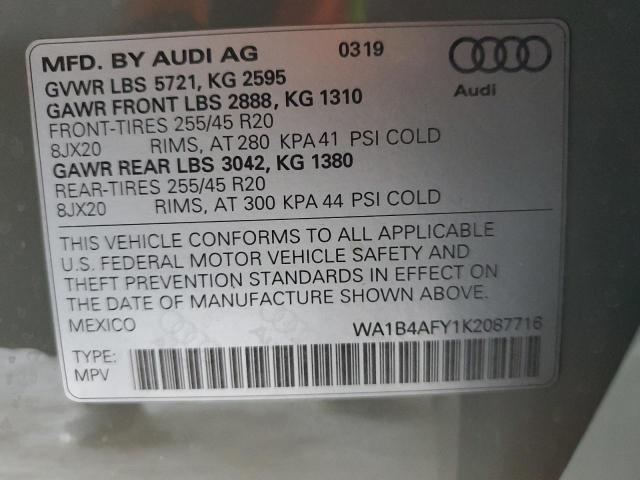 MFD. BY AUDI AG 0319
GVWR LBS 5721, KG 2595
GAWR FRONT LBS 2888, KG 1310
Audi
FRONT-TIRES 255/45 R20
8JX20 RIMS, AT 280 KPA 41 PSI COLD
GAWR REAR LBS 3042, KG 1380
REAR-TIRES 255/45 R20
8JX20 RIMS, AT 300 KPA 44 PSI COLD
THIS VEHICLE CONFORMS TO ALL APPLICABLE
U.S. FEDERAL MOTOR VEHICLE SAFETY AND
THEFT PREVENTION STANDARDS IN EFFECT ON
THE DATE OF MANUFACTURE SHOWN ABOVE.
MEXICO WA1B4AFY1K2087716
TYPE:
MPV